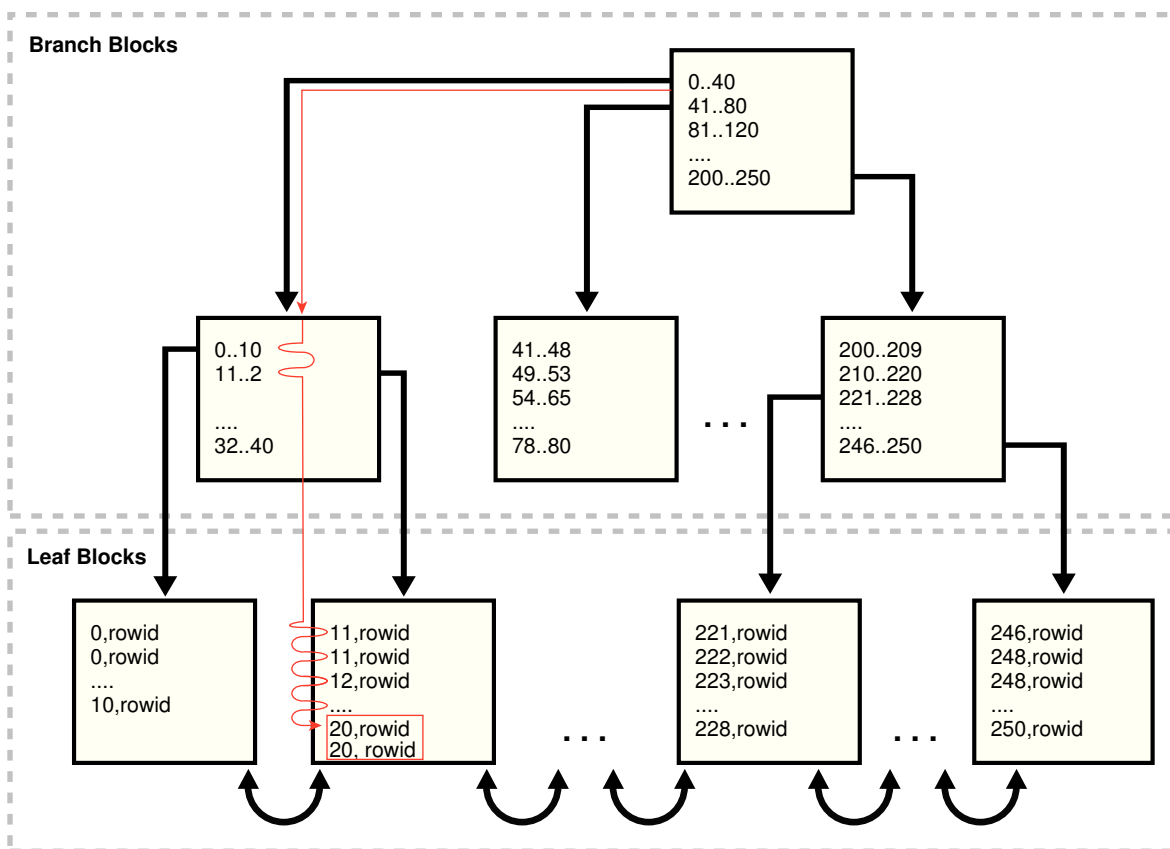 Branch Blocks
0..40
41..80
81..120
....
200..250
0..10
11..2
....
32..40
41..48
49..53
54..65
....
78..80
...
200..209
210..220
221..228
....
246..250
Leaf Blocks
0,rowid
0,rowid
....
10,rowid
11,rowid
11,rowid
12,rowid
....
20,rowid
20, rowid
...
221,rowid
222,rowid
223,rowid
....
228,rowid
...
246,rowid
248,rowid
248,rowid
....
250,rowid